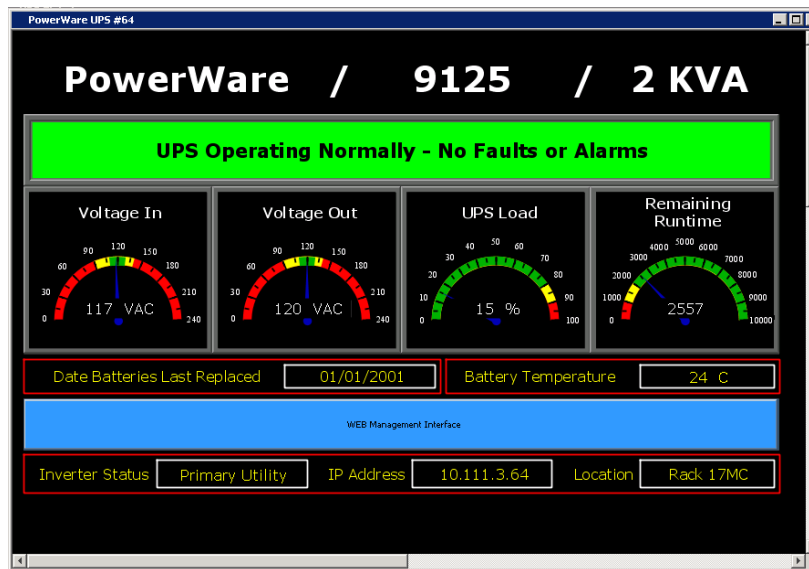 PowerWare UPS #64
PowerWare / 9125 / 2 KVA
UPS Operating Normally - No Faults or Alarms
Voltage In
0 30 60 90 120 150 180 210 240
117 VAC
Voltage Out
0 30 60 90 120 150 180 210 240
120 VAC
UPS Load
0 10 20 30 40 50 60 70 80 90 100
15 %
Remaining
Runtime
0 1000 2000 3000 4000 5000 6000 7000 8000 9000 10000
2557
Date Batteries Last Replaced 01/01/2001 Battery Temperature 24 C
WEB Management Interface
Inverter Status Primary Utility IP Address 10.111.3.64 Location Rack 17MC